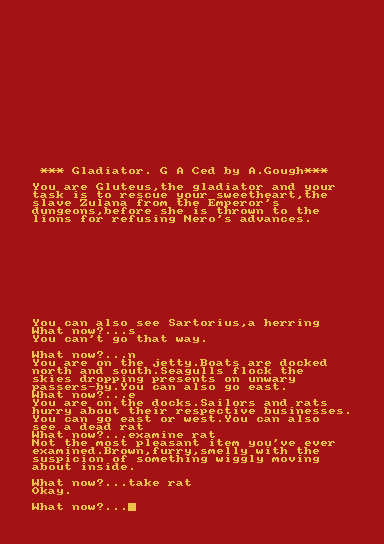 *** Gladiator. G A Ced by A.Gough***
You are Gluteus,the gladiator and your
task is to rescue your sweetheart,the
slave Zulana from the Emperor's
dungeons,before she is thrown to the
lions for refusing Nero's advances.
You can also see Sartorius,a herring
What now?...s
You can't go that way.
What now?...n
You are on the jetty.Boats are docked
north and south.Seagulls flock the
skies dropping presents on unwary
passers-by.You can also go east.
What now?...e
You are on the docks.Sailors and rats
hurry about their respective businesses.
You can go east or west.You can also
see a dead rat
What now?...examine rat
Not the most pleasant item you've ever
examined.Brown,furry,smelly with the
suspicion of something wiggly moving
about inside.
What now?...take rat
Okay.
What now?...